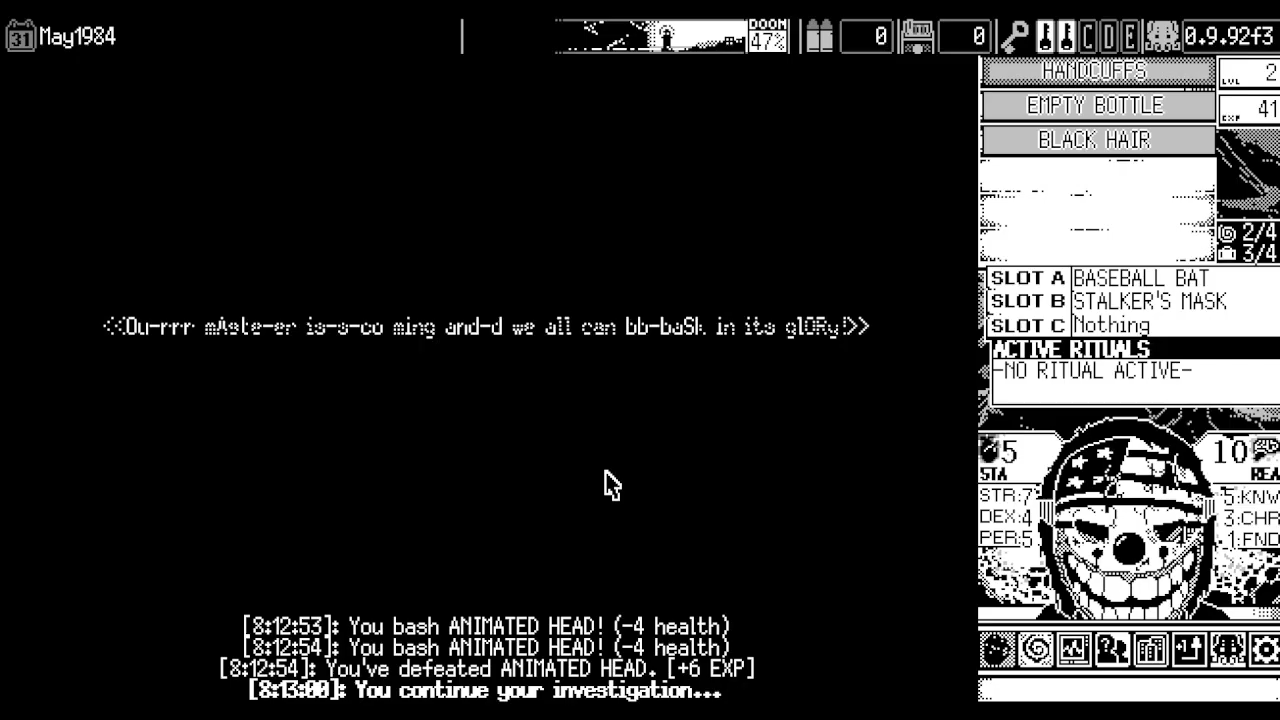 31 May1984
DOOM
47%
0
0
C D E
0.9.92f3
HANDCUFFS
LVL 2
EMPTY BOTTLE
EXP 41
BLACK HAIR
2/4
3/4
SLOT A BASEBALL BAT
SLOT B STALKER'S MASK
<<Ou-rrr mAste-er is-s-co ming and-d we all can bb-baSk in its glORy!>>
SLOT C Nothing
ACTIVE RITUALS
-NO RITUAL ACTIVE-
5
10
STA
REA
STR:7
5:KNW
DEX:4
3:CHR
PER:5
1:FND
[8:12:53]: You bash ANIMATED HEAD! (-4 health)
[8:12:54]: You bash ANIMATED HEAD! (-4 health)
[8:12:54]: You've defeated ANIMATED HEAD. [+6 EXP]
[8:13:00]: You continue your investigation...